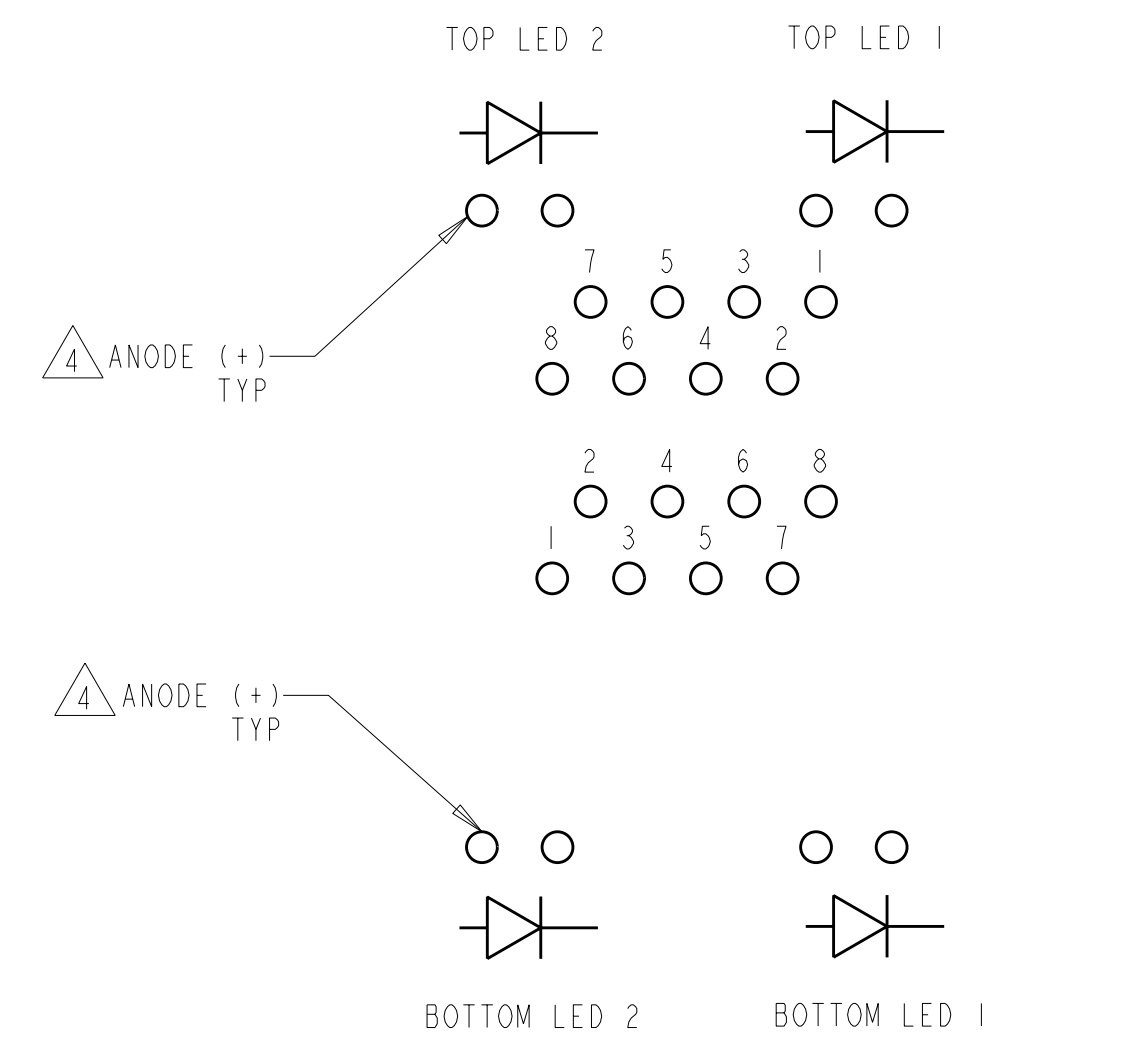 TOP LED 2 TOP LED 1
7 5 3 1
8 6 4 2
4 ANODE (+)
TYP
2 4 6 8
1 3 5 7
4 ANODE (+)
TYP
BOTTOM LED 2 BOTTOM LED 1